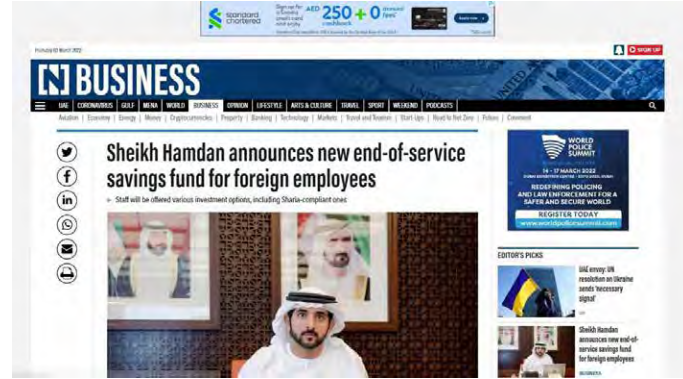 standard
chartered
AED 250 + 0
cashback
SIGN UP
[N] BUSINESS
UAE | CORONAVIRUS | GULF | MENA | WORLD | BUSINESS | OPINION | LIFESTYLE | ARTS & CULTURE | TRAVEL | SPORT | WEEKEND | PODCASTS
Aviation | Economy | Energy | Money | Cryptocurrencies | Property | Banking | Technology | Markets | Travel and Tourism | Start-Ups | Road to Net Zero | Future | Comment
Sheikh Hamdan announces new end-of-service
savings fund for foreign employees
Staff will be offered various investment options, including Sharia-compliant ones
WORLD
POLICE
SUMMIT
14 - 17 MARCH 2022
REDEFINING POLICING
AND LAW ENFORCEMENT FOR A
SAFER AND SECURE WORLD
REGISTER TODAY
www.worldpolicesummit.com
EDITOR'S PICKS
UAE envoy: UN
resolution on Ukraine
sends 'necessary
signal'
Sheikh Hamdan
announces new end-of-
service savings fund
for foreign employees
BUSINESS